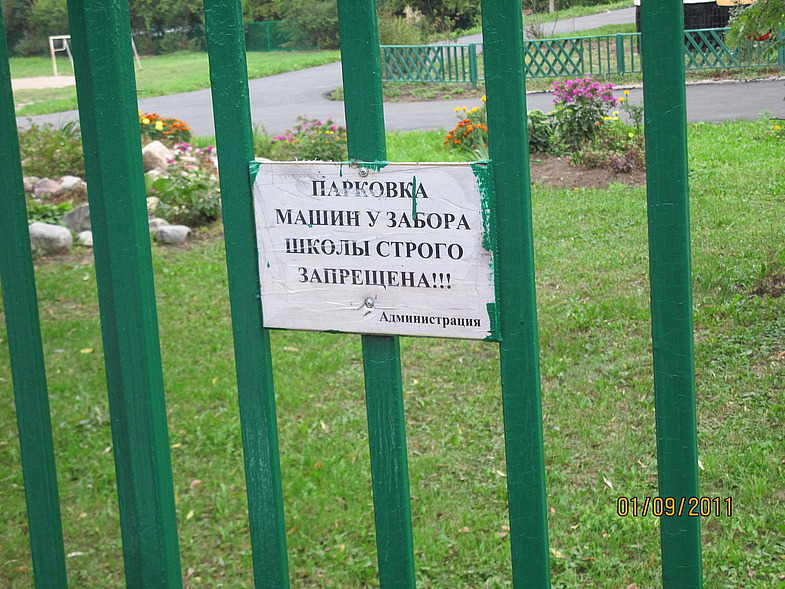 ПАРКОВКА
МАШИН У ЗАБОРА
ШКОЛЫ СТРОГО
ЗАПРЕЩЕНА!!!
Администрация
01/09/2011